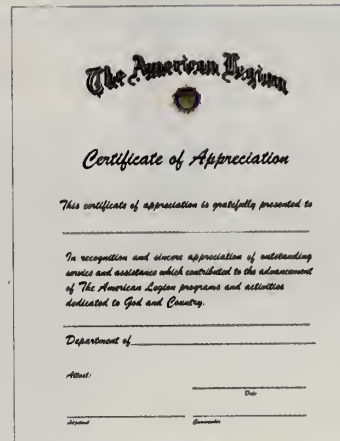 The American Legion
Certificate of Appreciation
This certificate of appreciation is gratefully presented to
In recognition and sincere appreciation of outstanding
service and assistance which contributed to the advancement
of The American Legion programs and activities
dedicated to God and Country.
Department of
Attest:
Date
Adjutant Commander